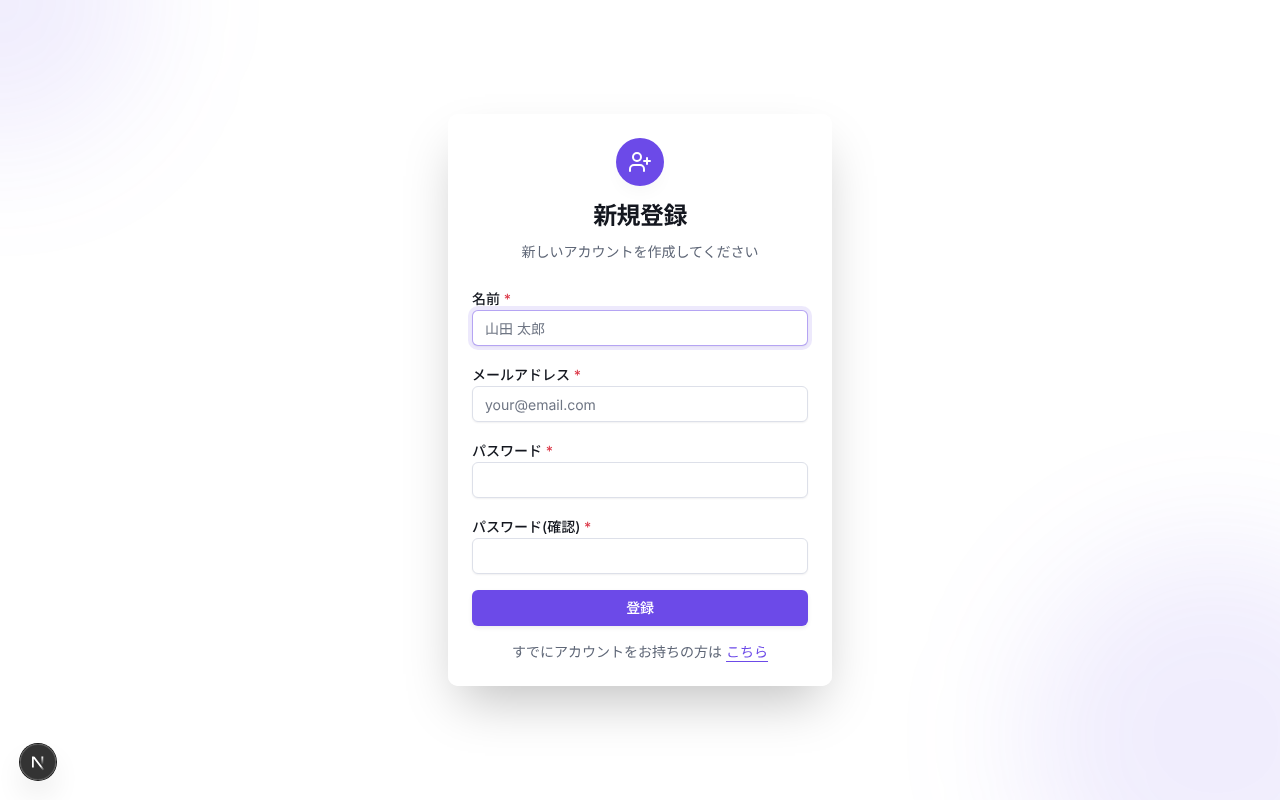 新規登録
新しいアカウントを作成してください
名前 *
山田 太郎
メールアドレス *
your@email.com
パスワード *
パスワード(確認) *
登録
すでにアカウントをお持ちの方は こちら
N